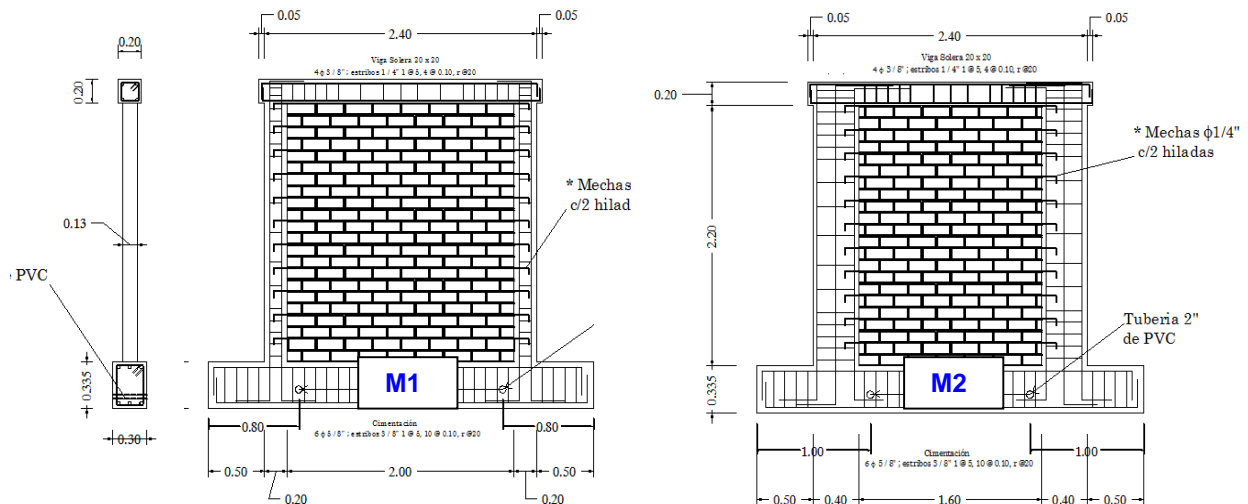 0.05
0.05
0.20
2.40
Viga Solera 20 x 20
4 φ 3 / 8" ; estribos 1 / 4" 1 @ 5, 4 @ 0.10, r @20
0.20
* Mechas
c/2 hilad
0.13
PVC
M1
0.335
0.30
0.80
0.80
Cimentación
6 φ 5 / 8" ; estribos 3 / 8" 1 @ 5, 10 @ 0.10, r @20
0.50
2.00
0.50
0.20
0.20
0.05
0.05
2.40
Viga Solera 20 x 20
4 φ 3 / 8" ; estribos 1 / 4" 1 @ 5, 4 @ 0.10, r @20
0.20
* Mechas φ1/4"
c/2 hiladas
2.20
Tuberia 2"
de PVC
M2
0.335
1.00
1.00
Cimentación
6 φ 5 / 8" ; estribos 3 / 8" 1 @ 5, 10 @ 0.10, r @20
0.50
0.40
1.60
0.40
0.50